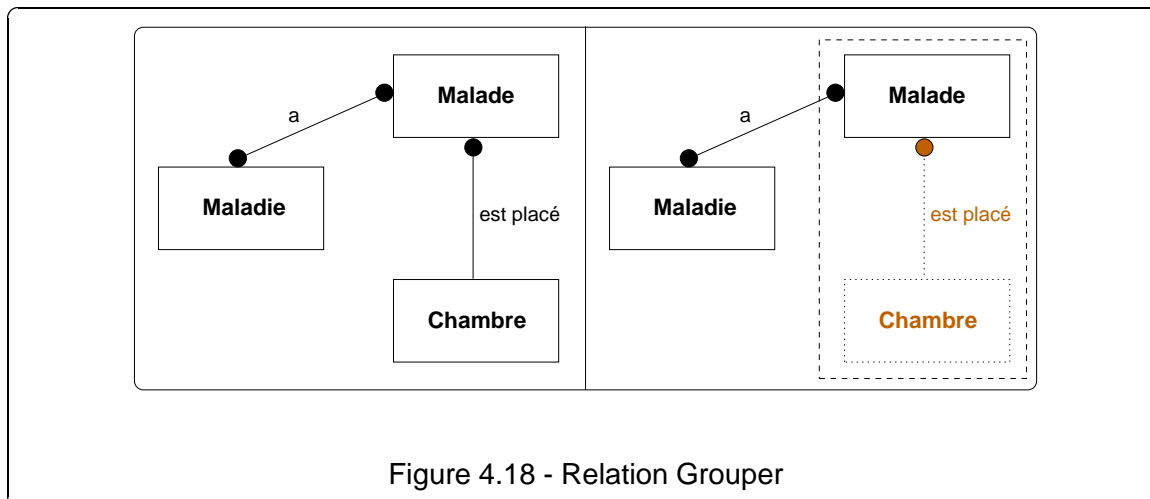 Malade
a
Maladie
est placé
Chambre
Malade
a
Maladie
est placé
Chambre
Figure 4.18 - Relation Grouper